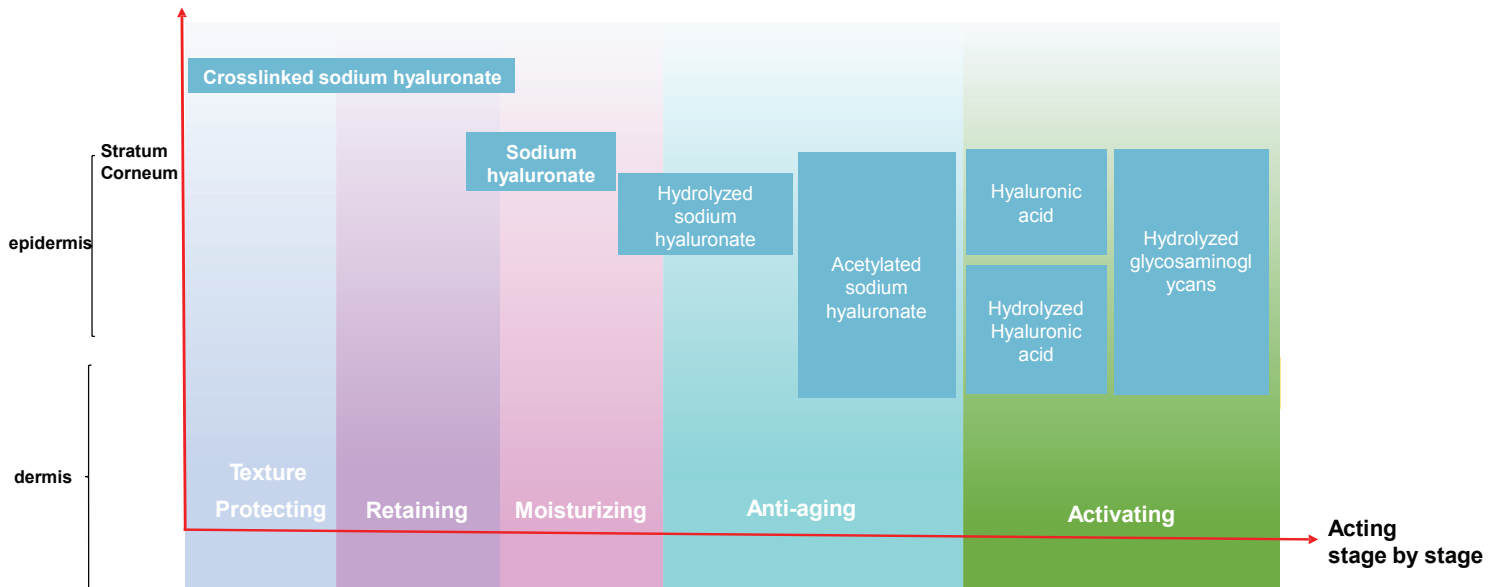 Crosslinked sodium hyaluronate
Stratum
Corneum
epidermis
dermis
Sodium
hyaluronate
Hydrolyzed
sodium
hyaluronate
Acetylated
sodium
hyaluronate
Hyaluronic
acid
Hydrolyzed
Hyaluronic
acid
Hydrolyzed
glycosaminogl
ycans
Texture
Protecting
Retaining
Moisturizing
Anti-aging
Activating
Acting
stage by stage